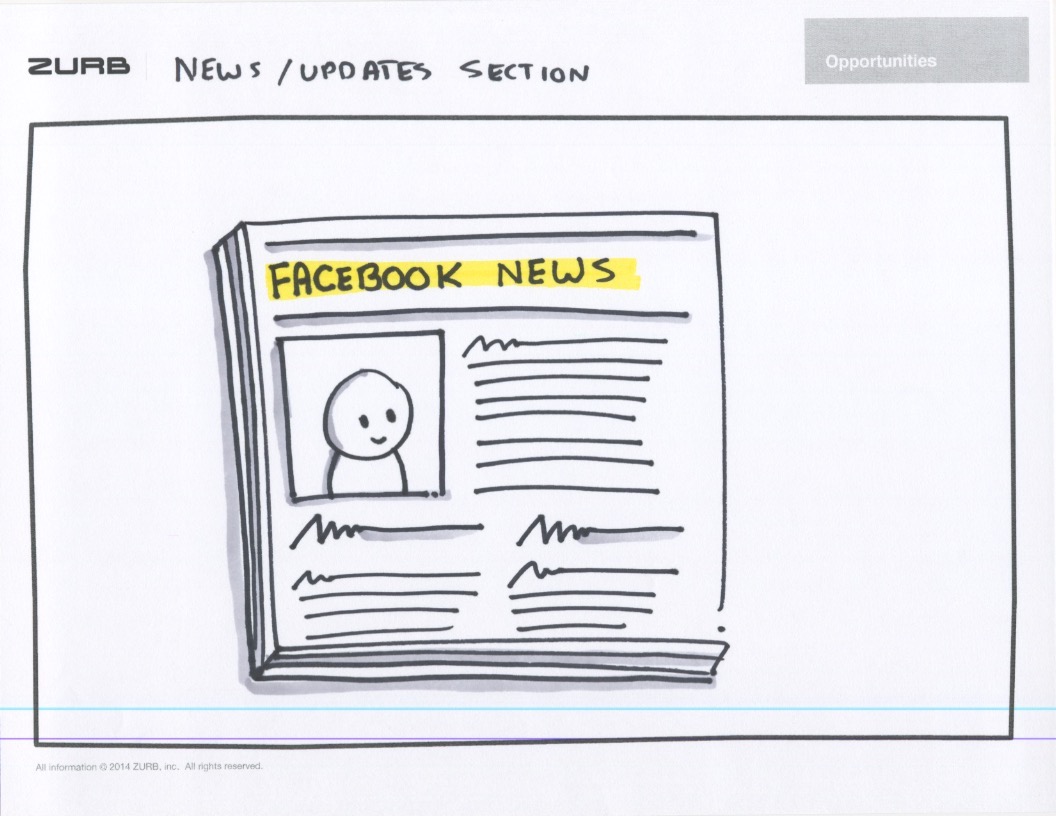 ZURB NEWS / UPDATES SECTION
Opportunities
FACEBOOK NEWS
All information © 2014 ZURB, inc. All rights reserved.